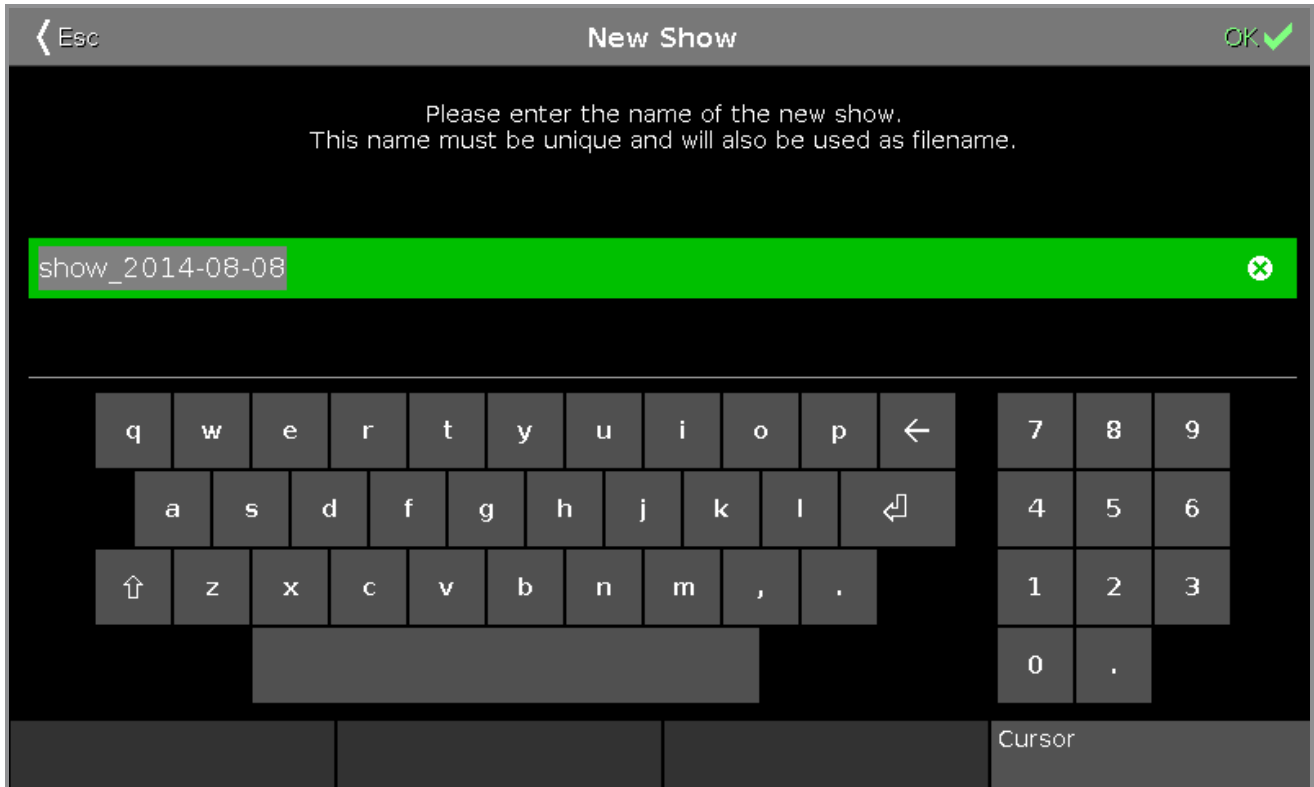 Esc
New Show
OK
Please enter the name of the new show.
This name must be unique and will also be used as filename.
show_2014-08-08
q w e r t y u i o p ← 7 8 9
a s d f g h j k l 4 5 6
z x c v b n m , . 1 2 3
0 .
Cursor